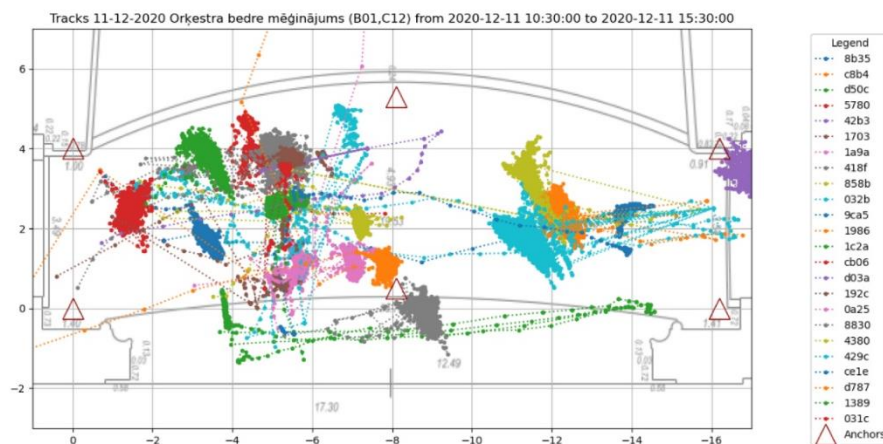 Tracks 11-12-2020 Orķestra bedre mēģinājums (B01,C12) from 2020-12-11 10:30:00 to 2020-12-11 15:30:00
6
4
2
0
−2
0
−2
−4
−6
−8
−10
−12
−14
−16
0.91
12.49
17.30
Legend
8b35
c8b4
d50c
5780
42b3
1703
1a9a
418f
858b
032b
9ca5
1986
1c2a
cb06
d03a
192c
0a25
8830
4380
429c
ce1e
d787
1389
031c
Anchors